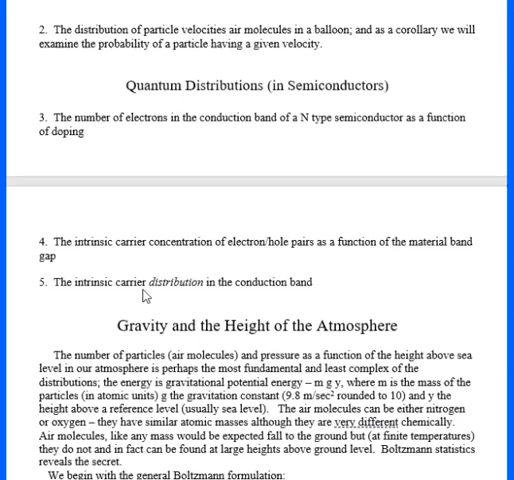 2. The distribution of particle velocities air molecules in a balloon; and as a corollary we will
examine the probability of a particle having a given velocity.
Quantum Distributions (in Semiconductors)
3. The number of electrons in the conduction band of a N type semiconductor as a function
of doping
4. The intrinsic carrier concentration of electron/hole pairs as a function of the material band
gap
5. The intrinsic carrier distribution in the conduction band
Gravity and the Height of the Atmosphere
The number of particles (air molecules) and pressure as a function of the height above sea
level in our atmosphere is perhaps the most fundamental and least complex of the
distributions; the energy is gravitational potential energy – m g y, where m is the mass of the
particles (in atomic units) g the gravitation constant (9.8 m/sec² rounded to 10) and y the
height above a reference level (usually sea level). The air molecules can be either nitrogen
or oxygen – they have similar atomic masses although they are very different chemically.
Air molecules, like any mass would be expected fall to the ground but (at finite temperatures)
they do not and in fact can be found at large heights above ground level. Boltzmann statistics
reveals the secret.
We begin with the general Boltzmann formulation: